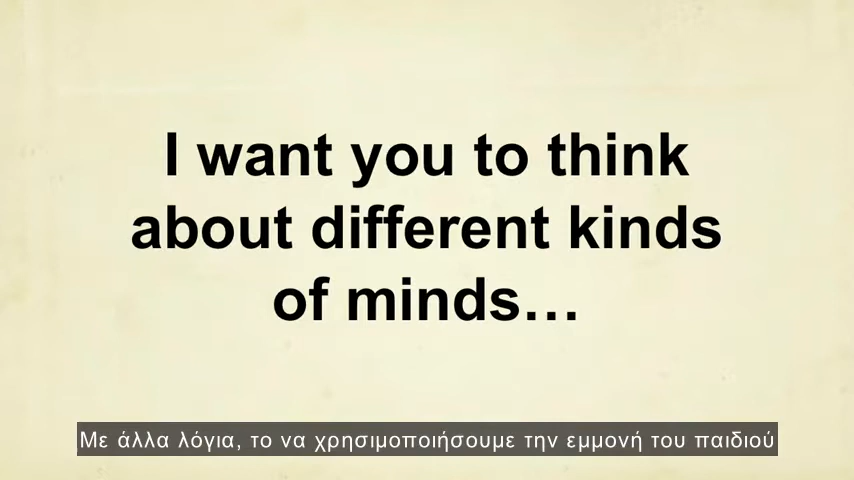 I want you to think
about different kinds
of minds…
Με άλλα λόγια, το να χρησιμοποιήσουμε την εμμονή του παιδιού